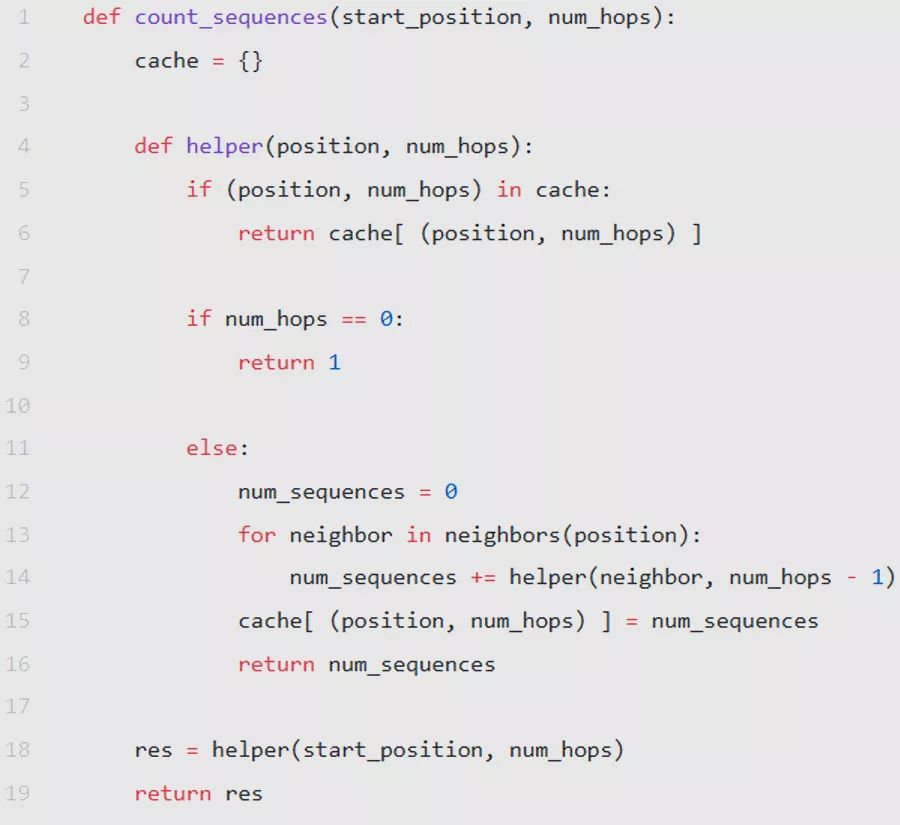 1 def count_sequences(start_position, num_hops):
2     cache = {}
3
4     def helper(position, num_hops):
5         if (position, num_hops) in cache:
6             return cache[ (position, num_hops) ]
7
8         if num_hops == 0:
9             return 1
10
11         else:
12             num_sequences = 0
13             for neighbor in neighbors(position):
14                 num_sequences += helper(neighbor, num_hops - 1)
15             cache[ (position, num_hops) ] = num_sequences
16             return num_sequences
17
18     res = helper(start_position, num_hops)
19     return res